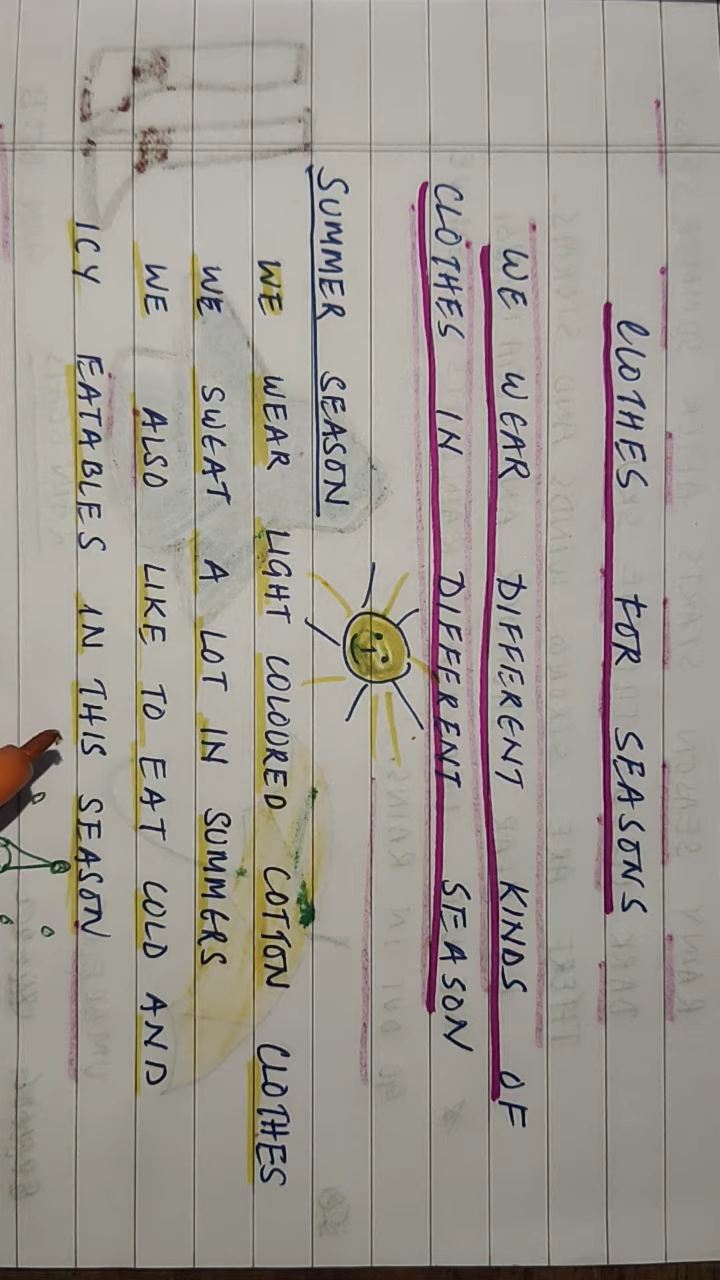 CLOTHES FOR SEASONS
WE WEAR DIFFERENT KINDS OF
CLOTHES IN DIFFERENT SEASON
SUMMER SEASON
WE WEAR LIGHT COLOURED COTTON CLOTHES
WE SWEAT A LOT IN SUMMERS
WE ALSO LIKE TO EAT COLD AND
ICY EATABLES IN THIS SEASON